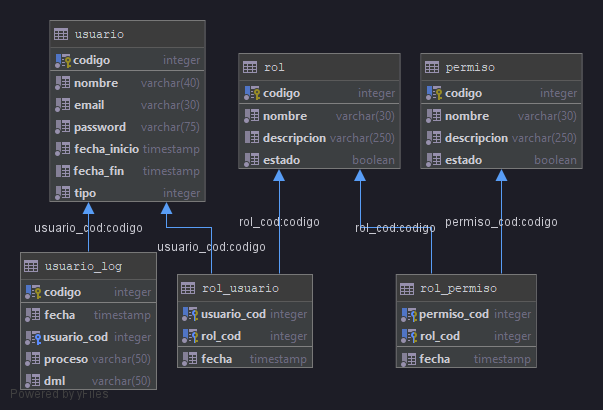 usuario
codigo integer
nombre varchar(40)
email varchar(30)
password varchar(75)
fecha_inicio timestamp
fecha_fin timestamp
tipo integer
rol
codigo integer
nombre varchar(30)
descripcion varchar(250)
estado boolean
permiso
codigo integer
nombre varchar(30)
descripcion varchar(250)
estado boolean
usuario_cod:codigo
usuario_cod:codigo
rol_cod:codigo
rol_cod:codigo
permiso_cod:codigo
usuario_log
codigo integer
fecha timestamp
usuario_cod integer
proceso varchar(50)
dml varchar(50)
rol_usuario
usuario_cod integer
rol_cod integer
fecha timestamp
rol_permiso
permiso_cod integer
rol_cod integer
fecha timestamp
Powered by yFiles